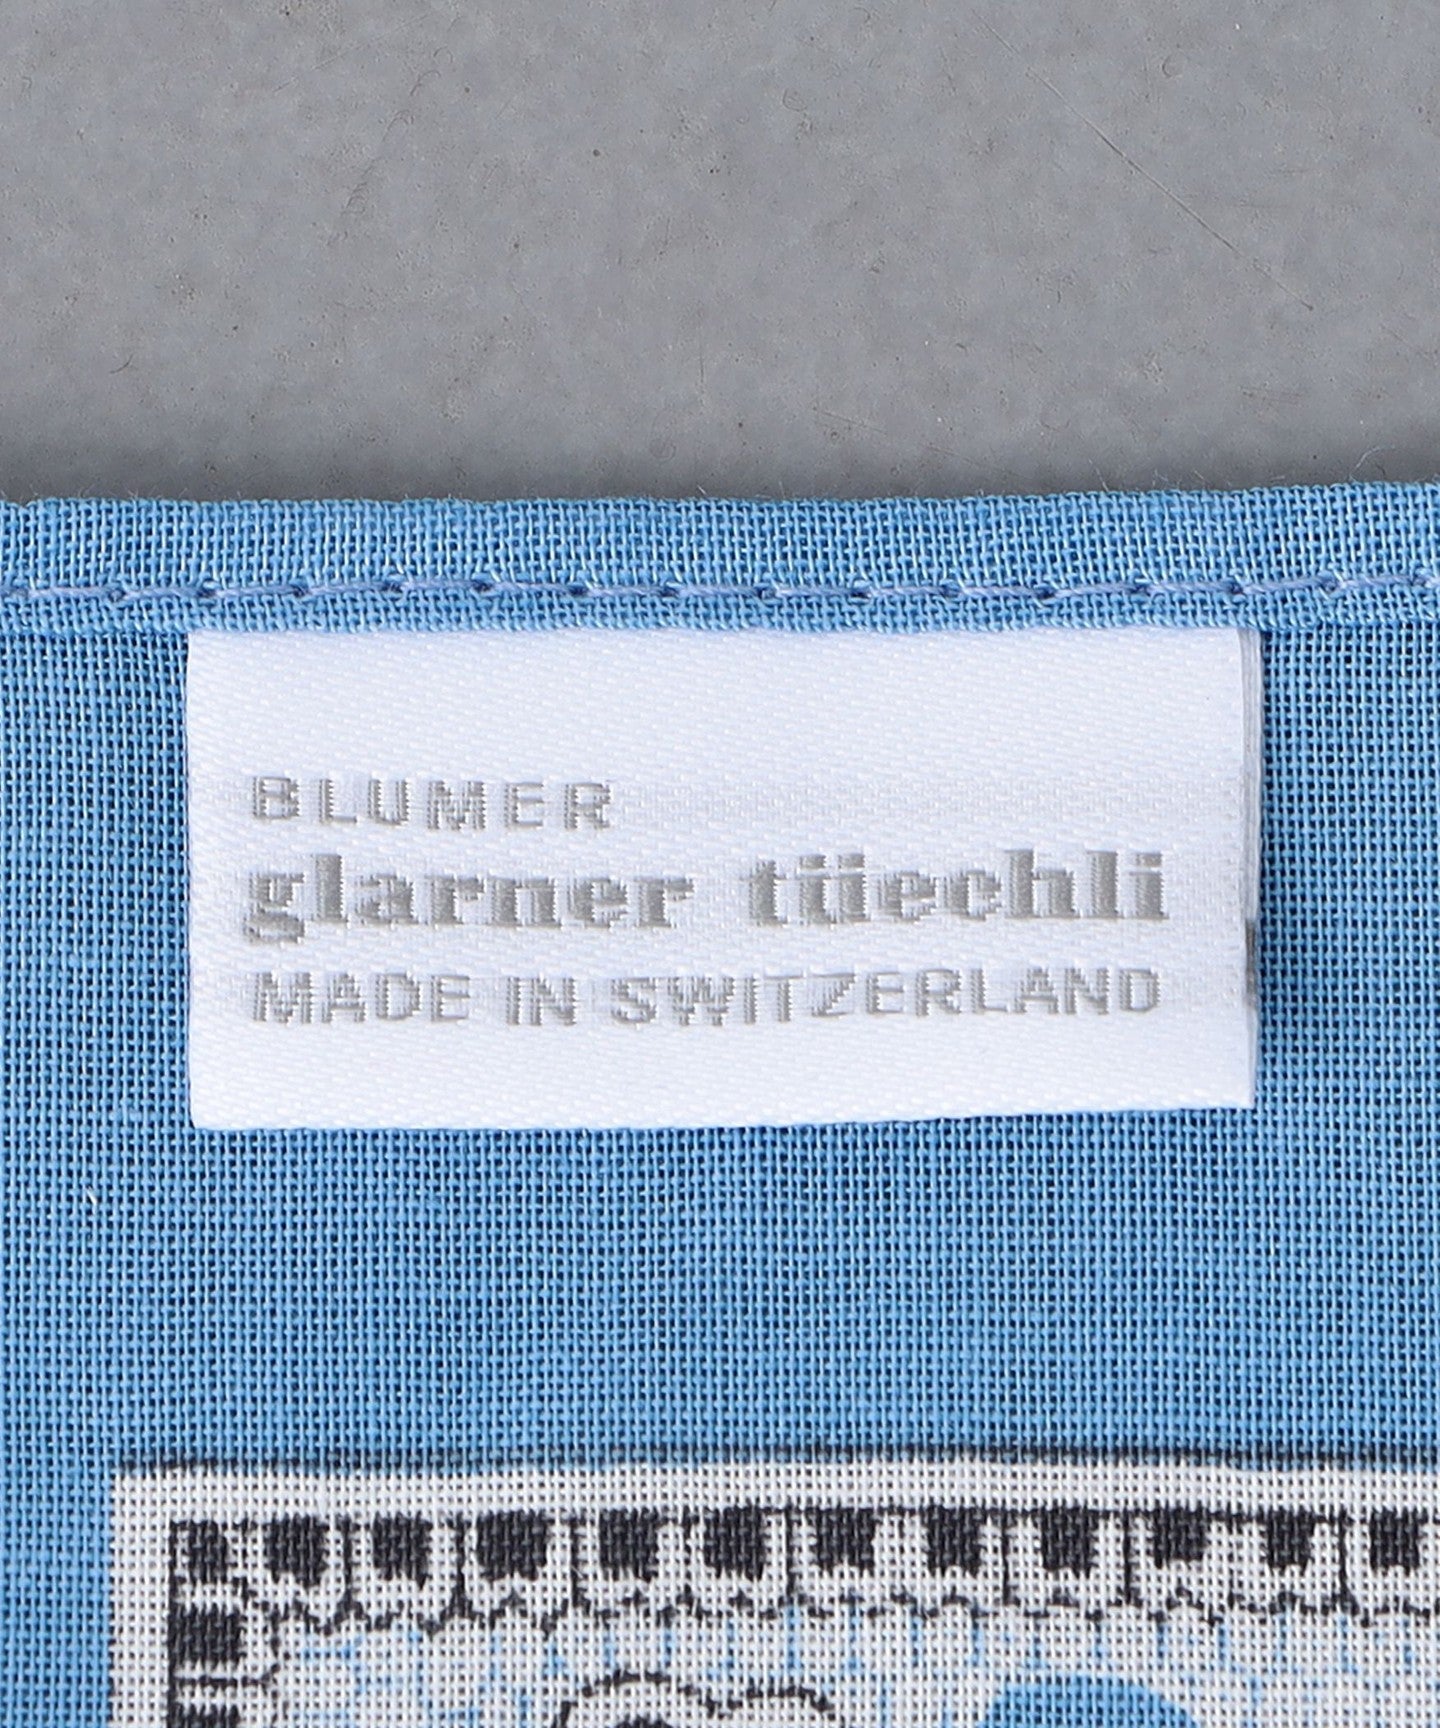 BLUMER
glarner tüechli
MADE IN SWITZERLAND